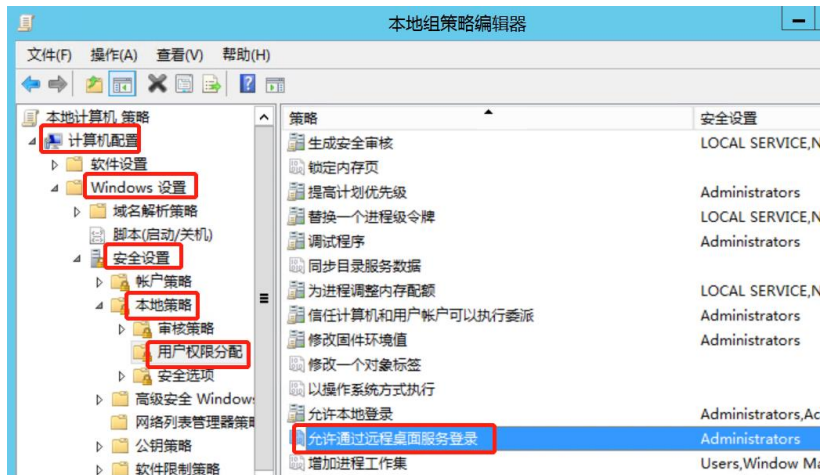 本地组策略编辑器
文件(F) 操作(A) 查看(V) 帮助(H)
本地计算机 策略
计算机配置
软件设置
Windows 设置
域名解析策略
脚本(启动/关机)
安全设置
帐户策略
本地策略
审核策略
用户权限分配
安全选项
高级安全 Window
网络列表管理器策
公钥策略
软件限制策略
策略 安全设置
生成安全审核 LOCAL SERVICE,N
锁定内存页
提高计划优先级 Administrators
替换一个进程级令牌 LOCAL SERVICE,N
调试程序 Administrators
同步目录服务数据
为进程调整内存配额 LOCAL SERVICE,N
信任计算机和用户帐户可以执行委派 Administrators
修改固件环境值 Administrators
修改一个对象标签
以操作系统方式执行
允许本地登录 Administrators,Ac
允许通过远程桌面服务登录 Administrators
增加进程工作集 Users,Window Ma